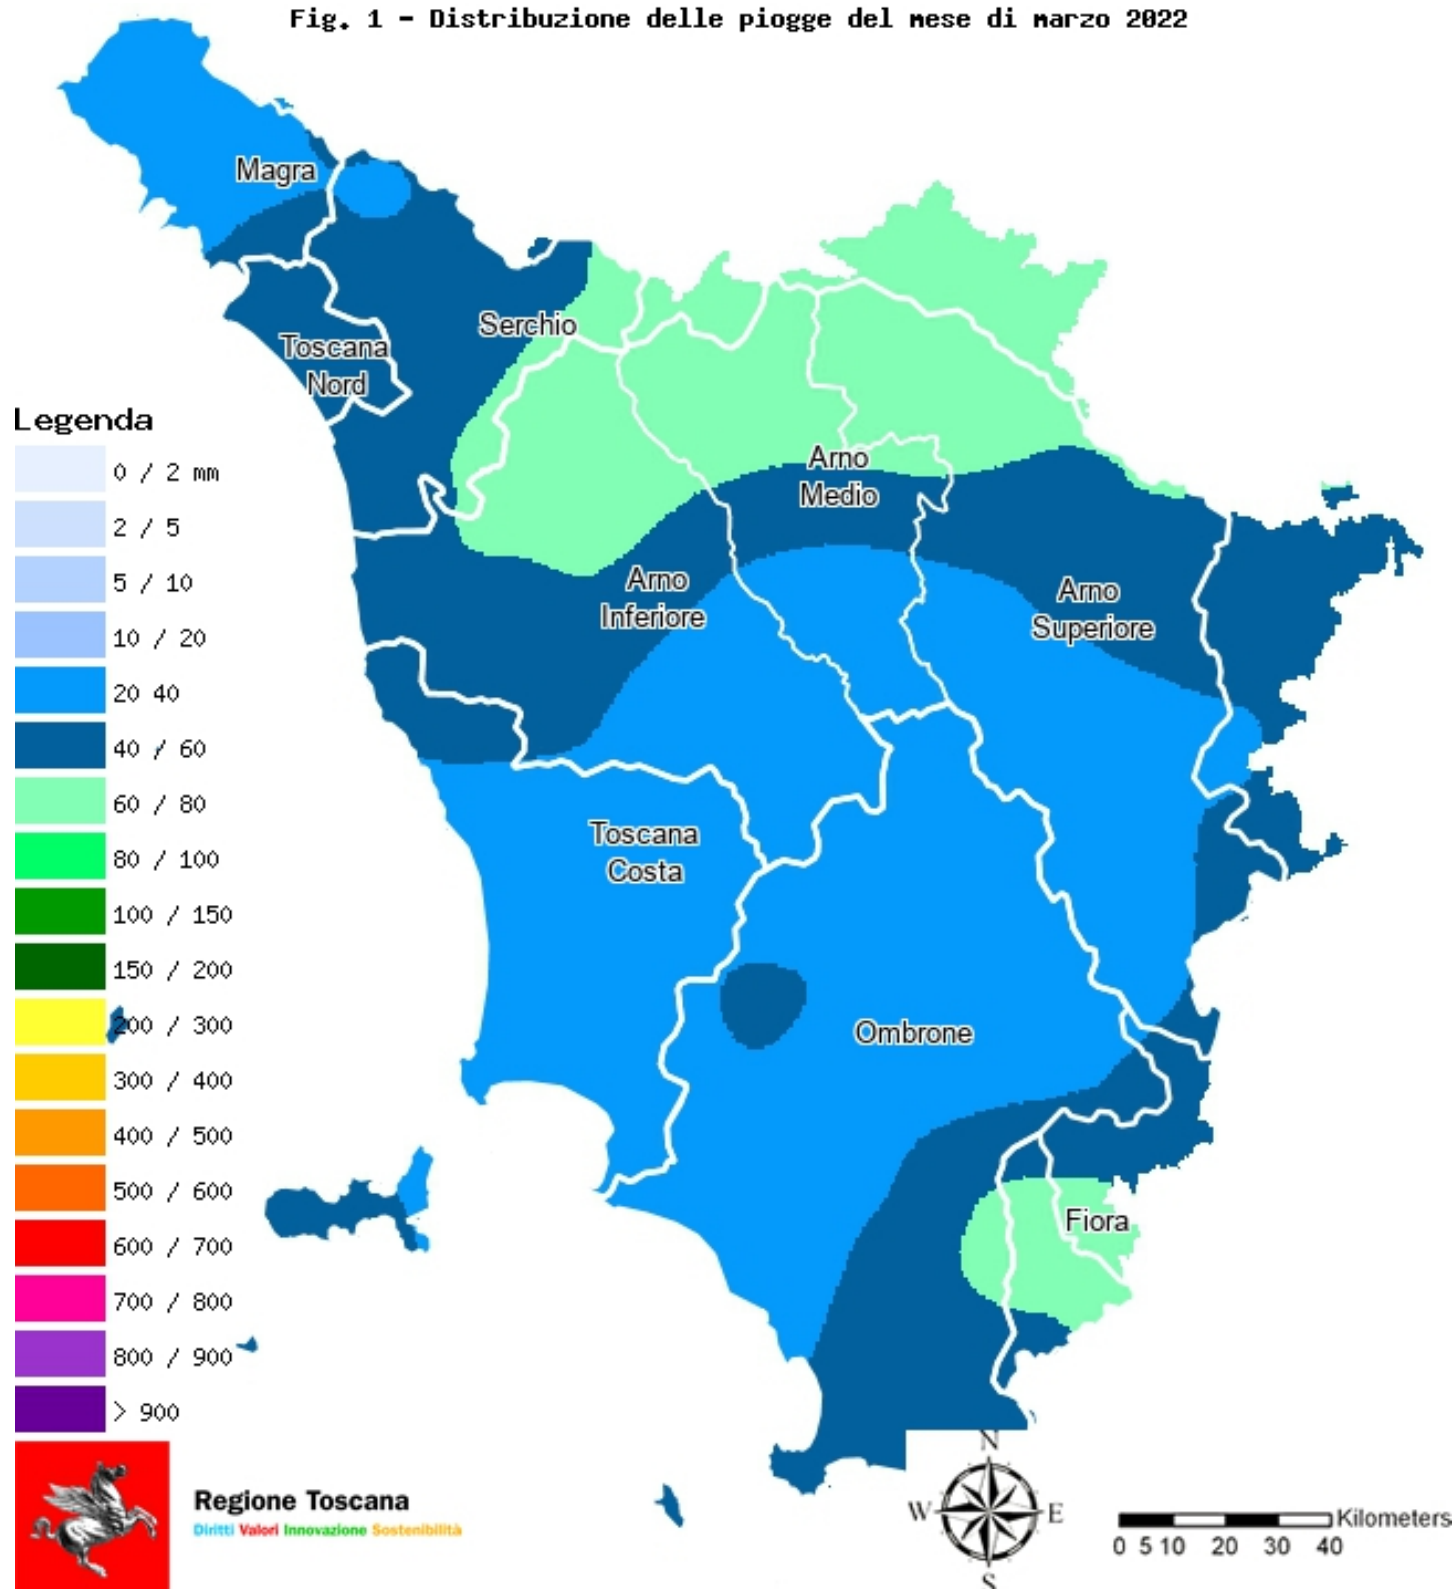 Fig. 1 - Distribuzione delle piogge del mese di marzo 2022
Magra
Serchio
Toscana
Nord
Legenda
0 / 2 mm
2 / 5
5 / 10
10 / 20
20 40
40 / 60
60 / 80
80 / 100
100 / 150
150 / 200
200 / 300
300 / 400
400 / 500
500 / 600
600 / 700
700 / 800
800 / 900
> 900
Arno
Medio
Arno
Inferiore
Arno
Superiore
Toscana
Costa
Ombrone
Fiora
Regione Toscana
Diritti Valori Innovazione Sostenibilità
N
W E
S
Kilometers
0 5 10 20 30 40